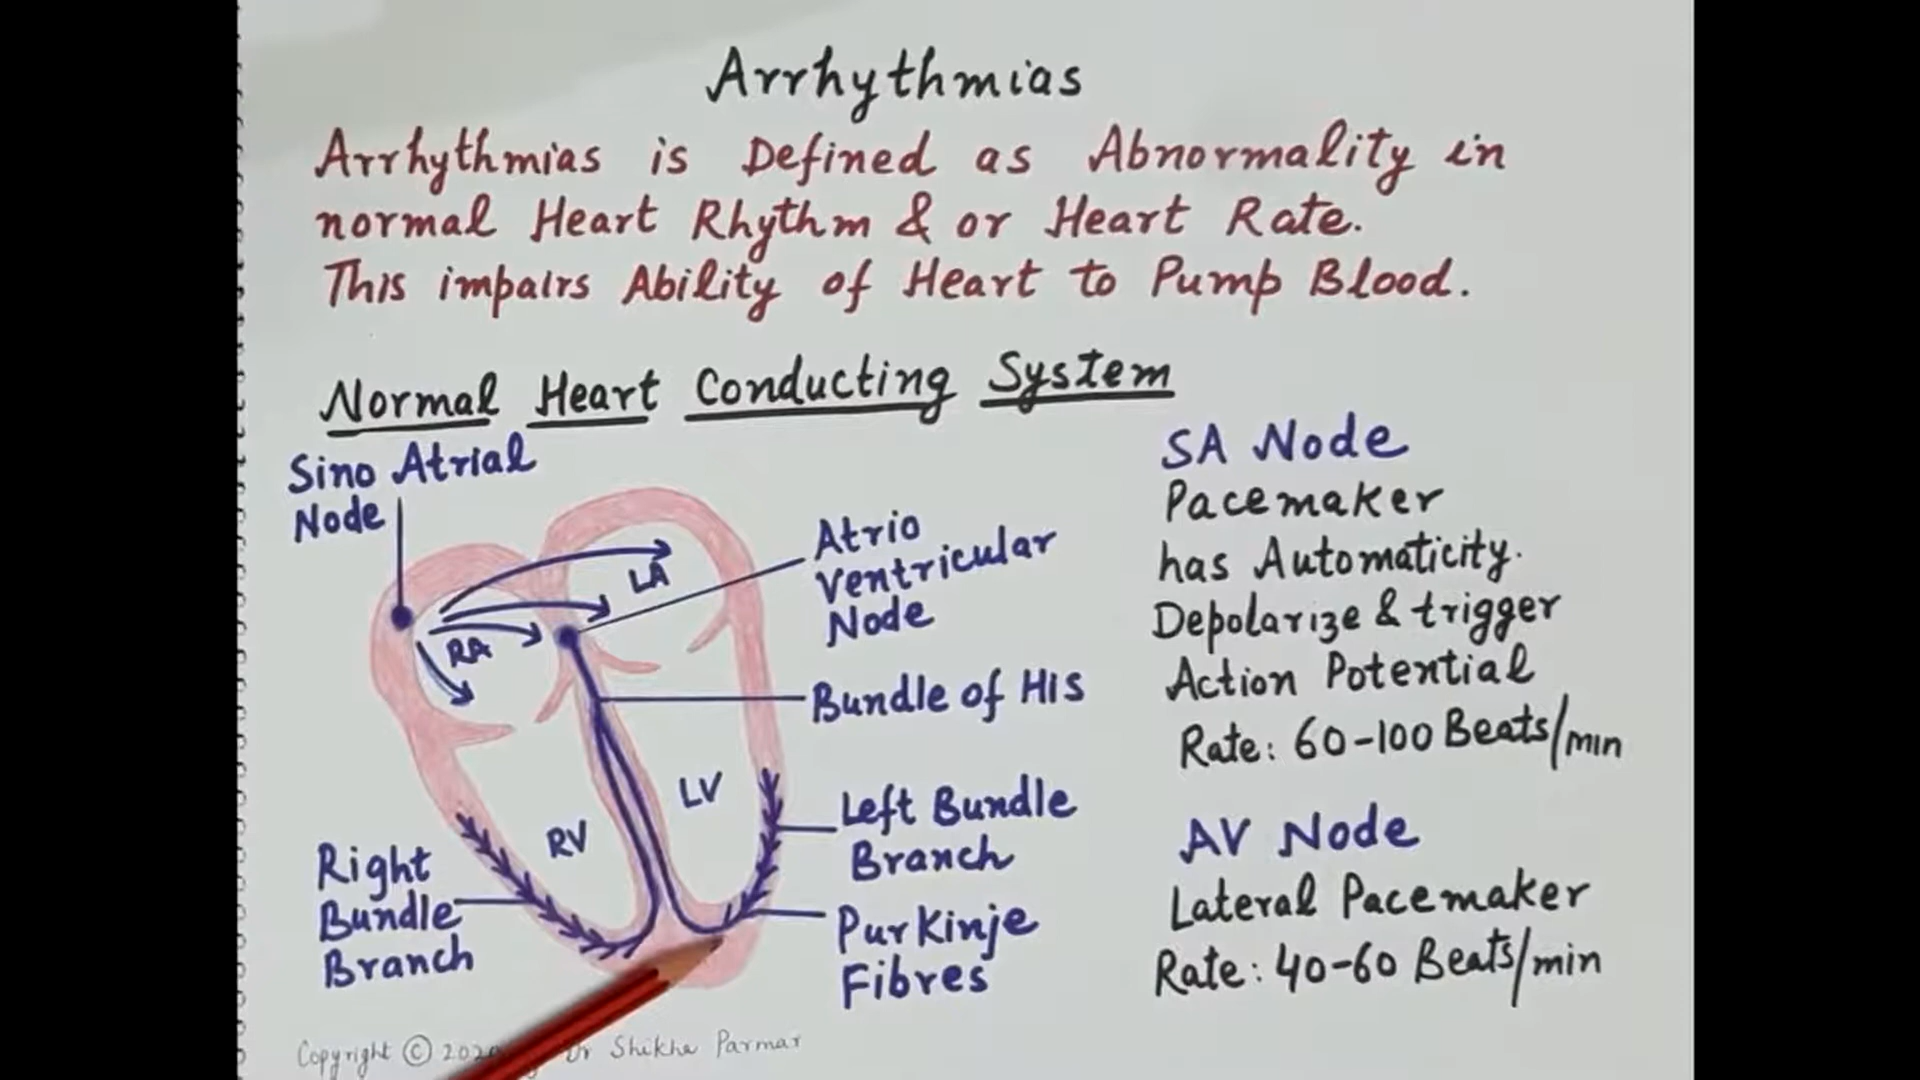 Arrhythmias
Arrhythmias is Defined as Abnormality in
normal Heart Rhythm & or Heart Rate.
This impairs Ability of Heart to Pump Blood.
Normal Heart Conducting System
Sino Atrial
Node
Atrio
Ventricular
Node
LA
RA
Bundle of His
LV
RV
Left Bundle
Branch
Right
Bundle
Branch
Purkinje
Fibres
SA Node
Pacemaker
has Automaticity.
Depolarize & trigger
Action Potential
Rate: 60-100 Beats/min
AV Node
Lateral Pacemaker
Rate: 40-60 Beats/min
Copyright © Dr Shikha Parmar